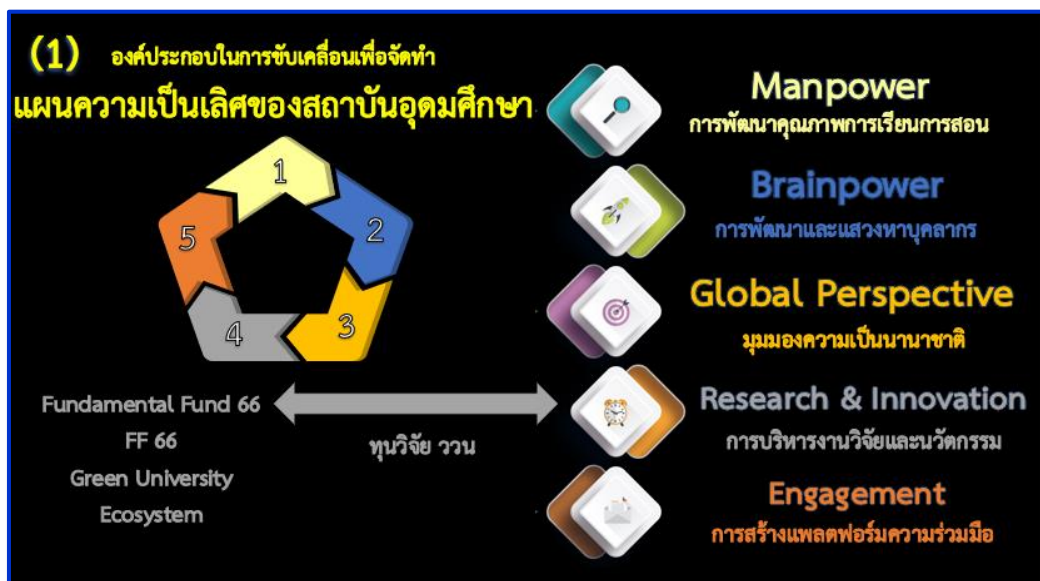 (1) องค์ประกอบในการขับเคลื่อนเพื่อจัดทำ
แผนความเป็นเลิศของสถาบันอุดมศึกษา
1
2
3
4
5
Fundamental Fund 66
FF 66
Green University
Ecosystem
ทุนวิจัย ววน
Manpower
การพัฒนาคุณภาพการเรียนการสอน
Brainpower
การพัฒนาและแสวงหาบุคลากร
Global Perspective
มุมมองความเป็นนานาชาติ
Research & Innovation
การบริหารงานวิจัยและนวัตกรรม
Engagement
การสร้างแพลตฟอร์มความร่วมมือ